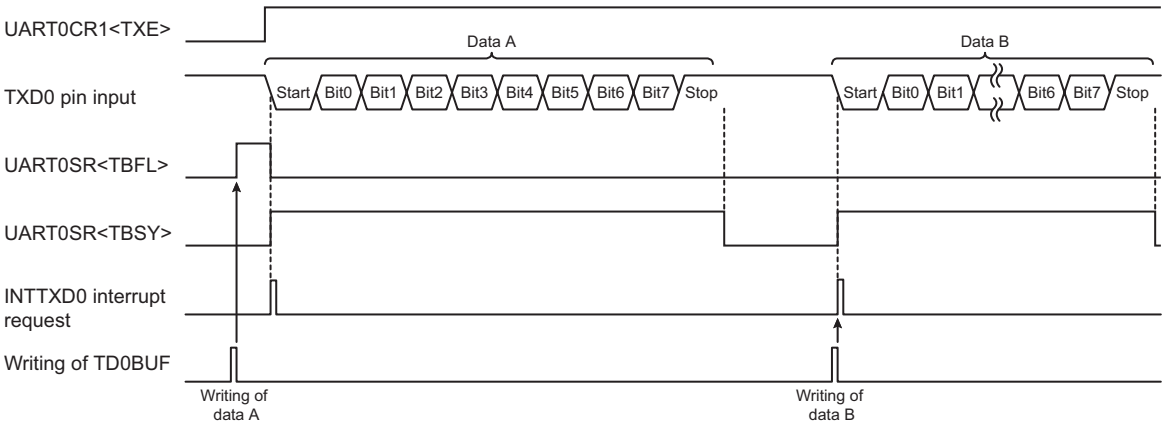 UART0CR1<TXE>
Data A
Data B
TXD0 pin input
Start Bit0 Bit1 Bit2 Bit3 Bit4 Bit5 Bit6 Bit7 Stop
Start Bit0 Bit1 Bit6 Bit7 Stop
UART0SR<TBFL>
UART0SR<TBSY>
INTTXD0 interrupt
request
Writing of TD0BUF
Writing of
data A
Writing of
data B